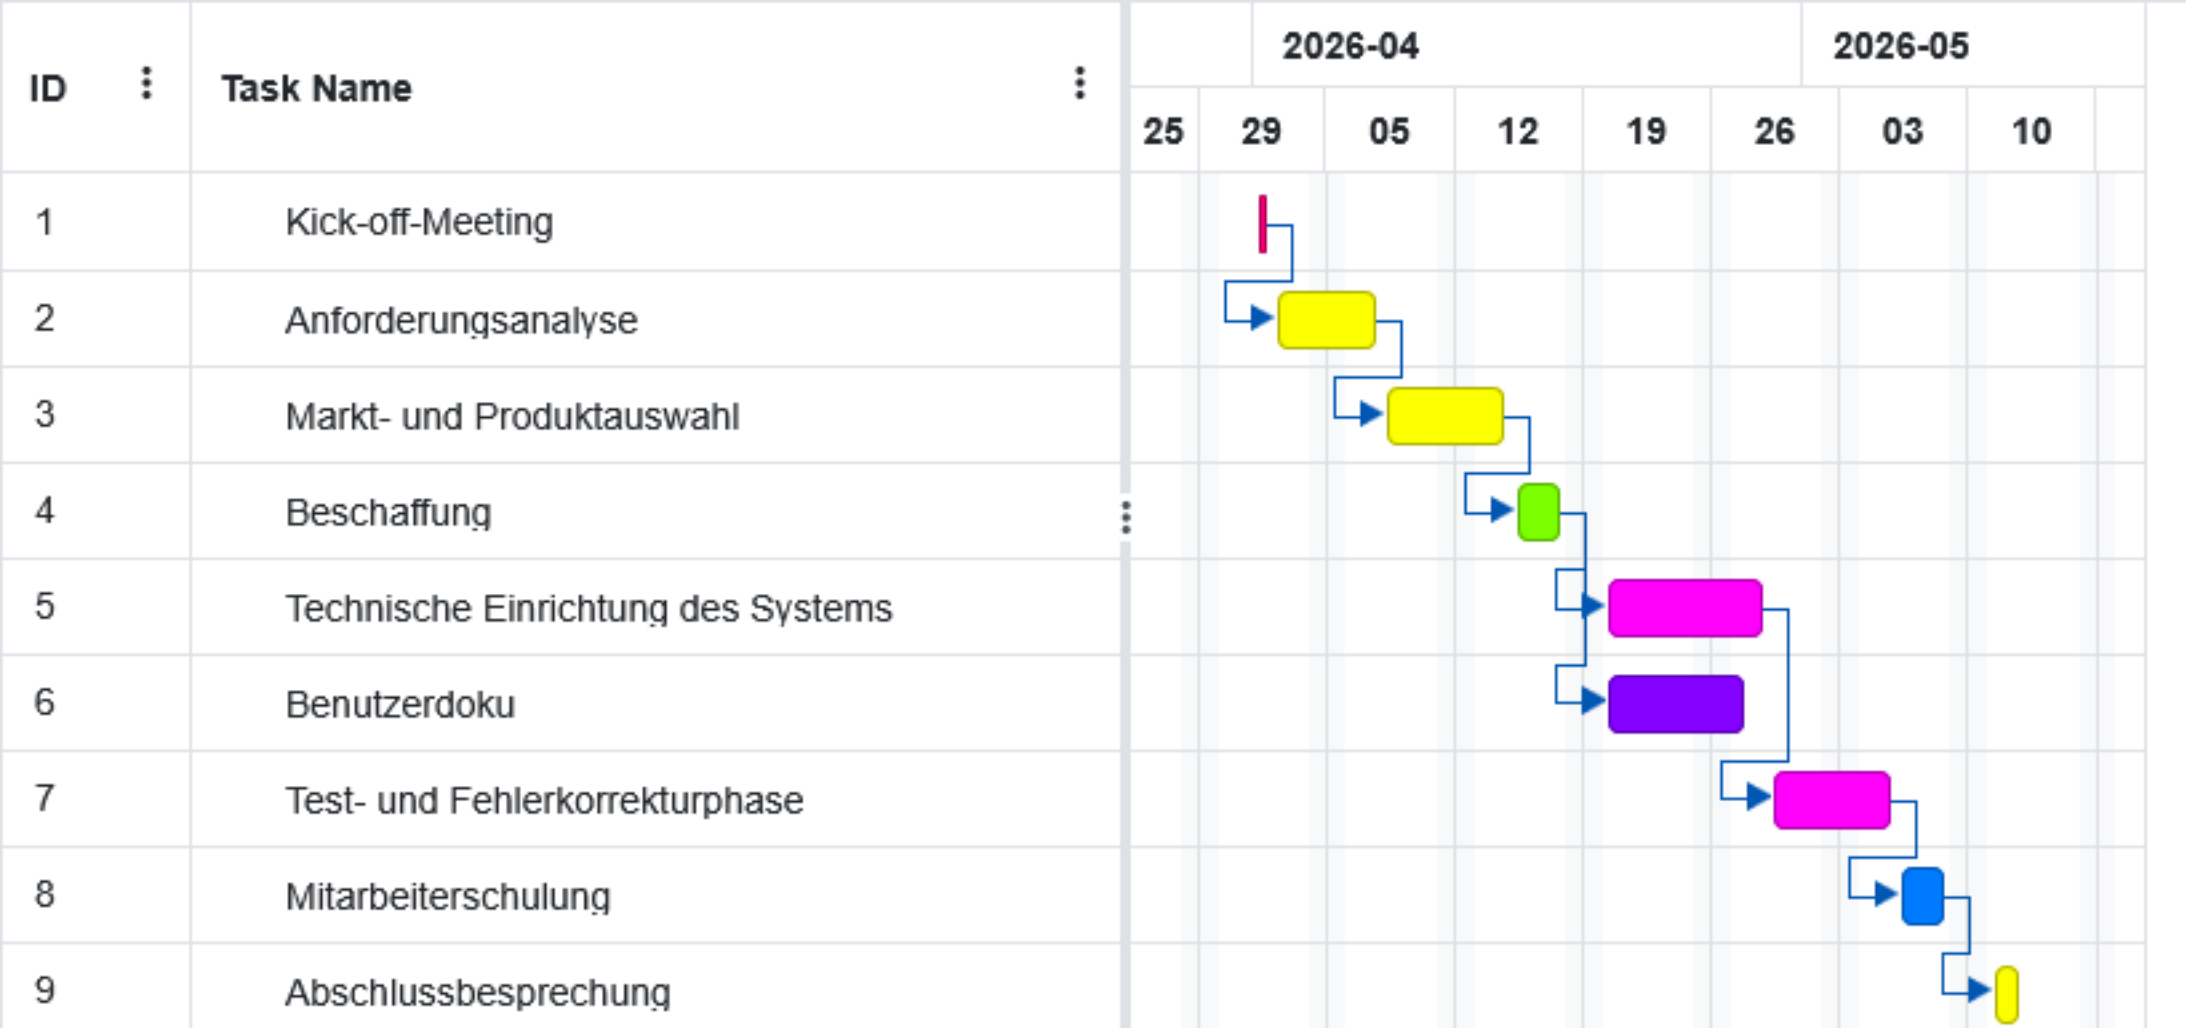 ID Task Name 2026-04 2026-05
25 29 05 12 19 26 03 10
1 Kick-off-Meeting
2 Anforderungsanalyse
3 Markt- und Produktauswahl
4 Beschaffung
5 Technische Einrichtung des Systems
6 Benutzerdoku
7 Test- und Fehlerkorrekturphase
8 Mitarbeiterschulung
9 Abschlussbesprechung